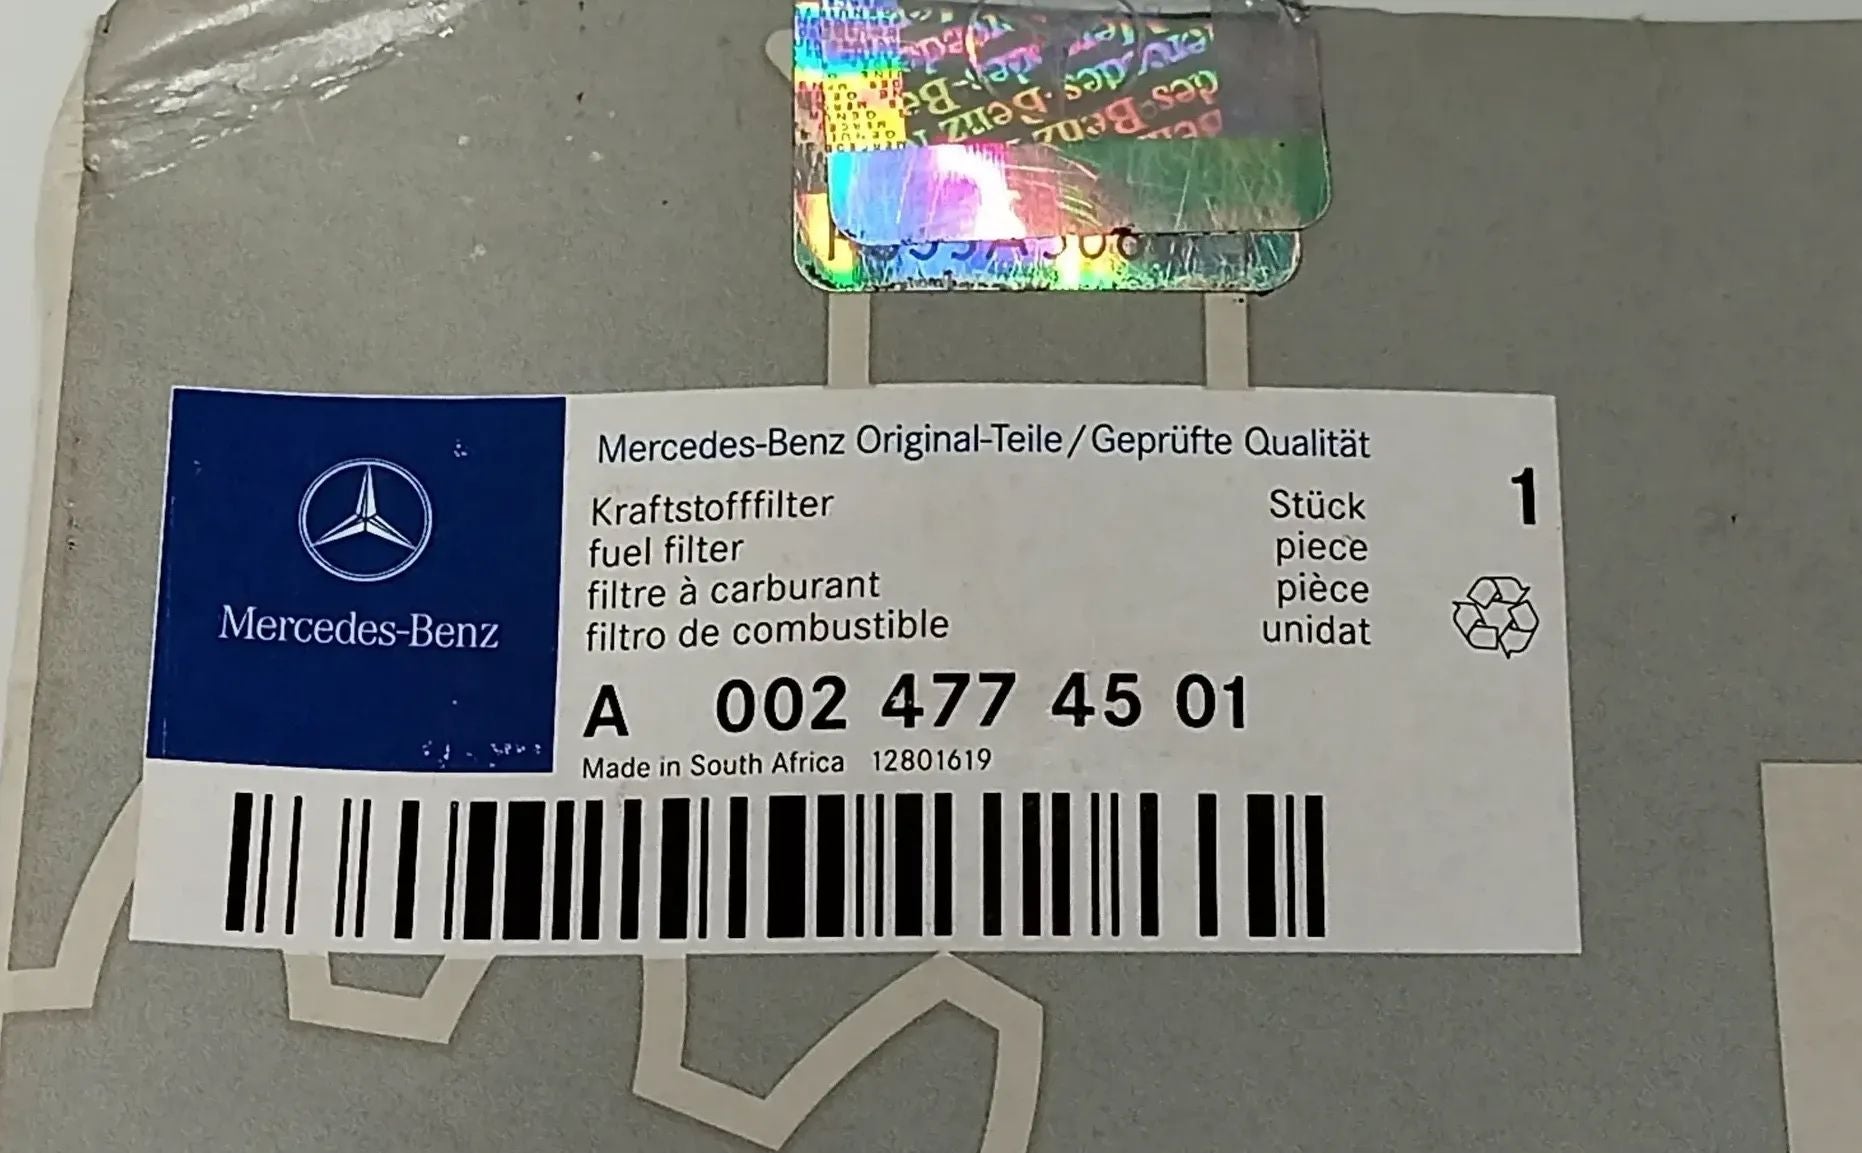 Mercedes-Benz Original-Teile/Geprüfte Qualität
Kraftstofffilter Stück 1
fuel filter piece
filtre à carburant pièce
filtro de combustible unidat
Mercedes-Benz
A 002 477 45 01
Made in South Africa 12801619